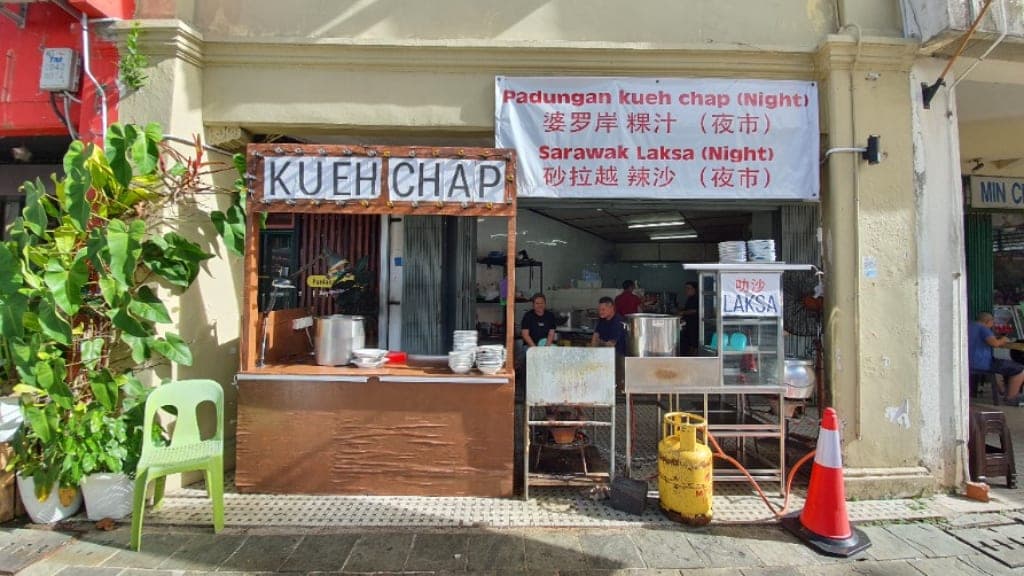 Padungan kueh chap (Night)
婆罗岸 粿汁 （夜市）
Sarawak Laksa (Night)
砂拉越 辣沙 （夜市）
KUEH CHAP
叻沙
LAKSA
MIN C